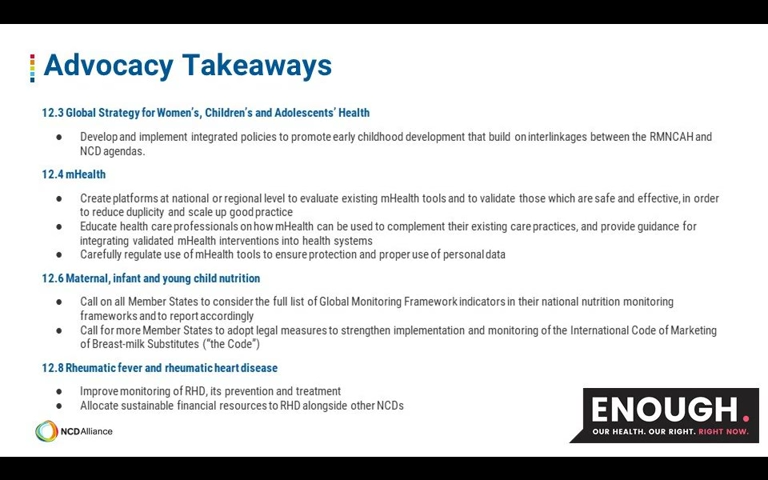 Advocacy Takeaways
12.3 Global Strategy for Women's, Children's and Adolescents' Health
● Develop and implement integrated policies to promote early childhood development that build on interlinkages between the RMNCAH and
NCD agendas.
12.4 mHealth
● Create platforms at national or regional level to evaluate existing mHealth tools and to validate those which are safe and effective, in order
to reduce duplicity and scale up good practice
● Educate health care professionals on how mHealth can be used to complement their existing care practices, and provide guidance for
integrating validated mHealth interventions into health systems
● Carefully regulate use of mHealth tools to ensure protection and proper use of personal data
12.6 Maternal, infant and young child nutrition
● Call on all Member States to consider the full list of Global Monitoring Framework indicators in their national nutrition monitoring
frameworks and to report accordingly
● Call for more Member States to adopt legal measures to strengthen implementation and monitoring of the International Code of Marketing
of Breast-milk Substitutes ("the Code")
12.8 Rheumatic fever and rheumatic heart disease
● Improve monitoring of RHD, its prevention and treatment
● Allocate sustainable financial resources to RHD alongside other NCDs
NCD Alliance
ENOUGH.
OUR HEALTH. OUR RIGHT. RIGHT NOW.